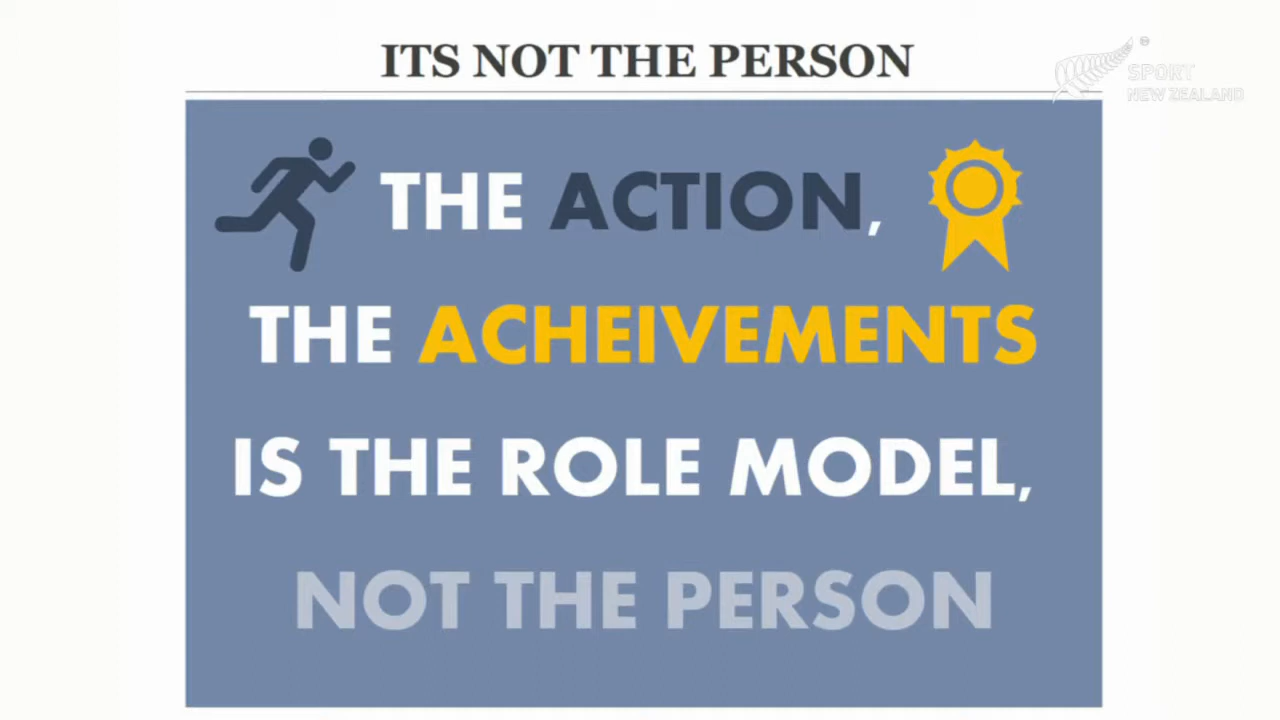 ITS NOT THE PERSON
SPORT
NEW ZEALAND
THE ACTION,
THE ACHEIVEMENTS
IS THE ROLE MODEL,
NOT THE PERSON